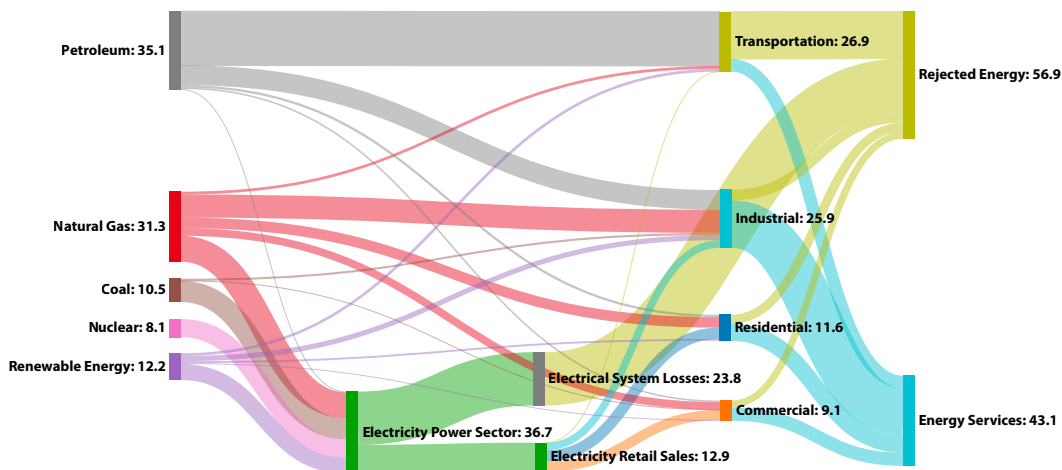 Petroleum: 35.1
Transportation: 26.9
Rejected Energy: 56.9
Natural Gas: 31.3
Industrial: 25.9
Coal: 10.5
Nuclear: 8.1
Residential: 11.6
Renewable Energy: 12.2
Electrical System Losses: 23.8
Commercial: 9.1
Energy Services: 43.1
Electricity Power Sector: 36.7
Electricity Retail Sales: 12.9